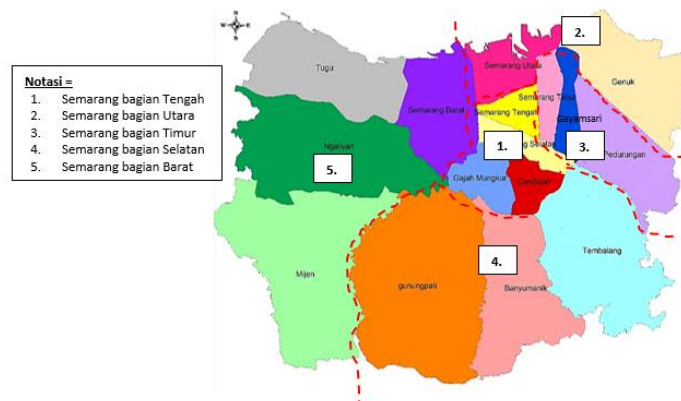 Notasi =
1. Semarang bagian Tengah
2. Semarang bagian Utara
3. Semarang bagian Timur
4. Semarang bagian Selatan
5. Semarang bagian Barat
N
W E
S
2.
Tugu
Semarang Utara
Genuk
Semarang Barat
Semarang Timur
Semarang Tengah
Gayamsari
Selatan
1.
3.
Pedurungan
Ngaliyan
5.
Gajah Mungkut
Candisari
Mijen
gunungpati
4.
Banyumanik
Tembalang